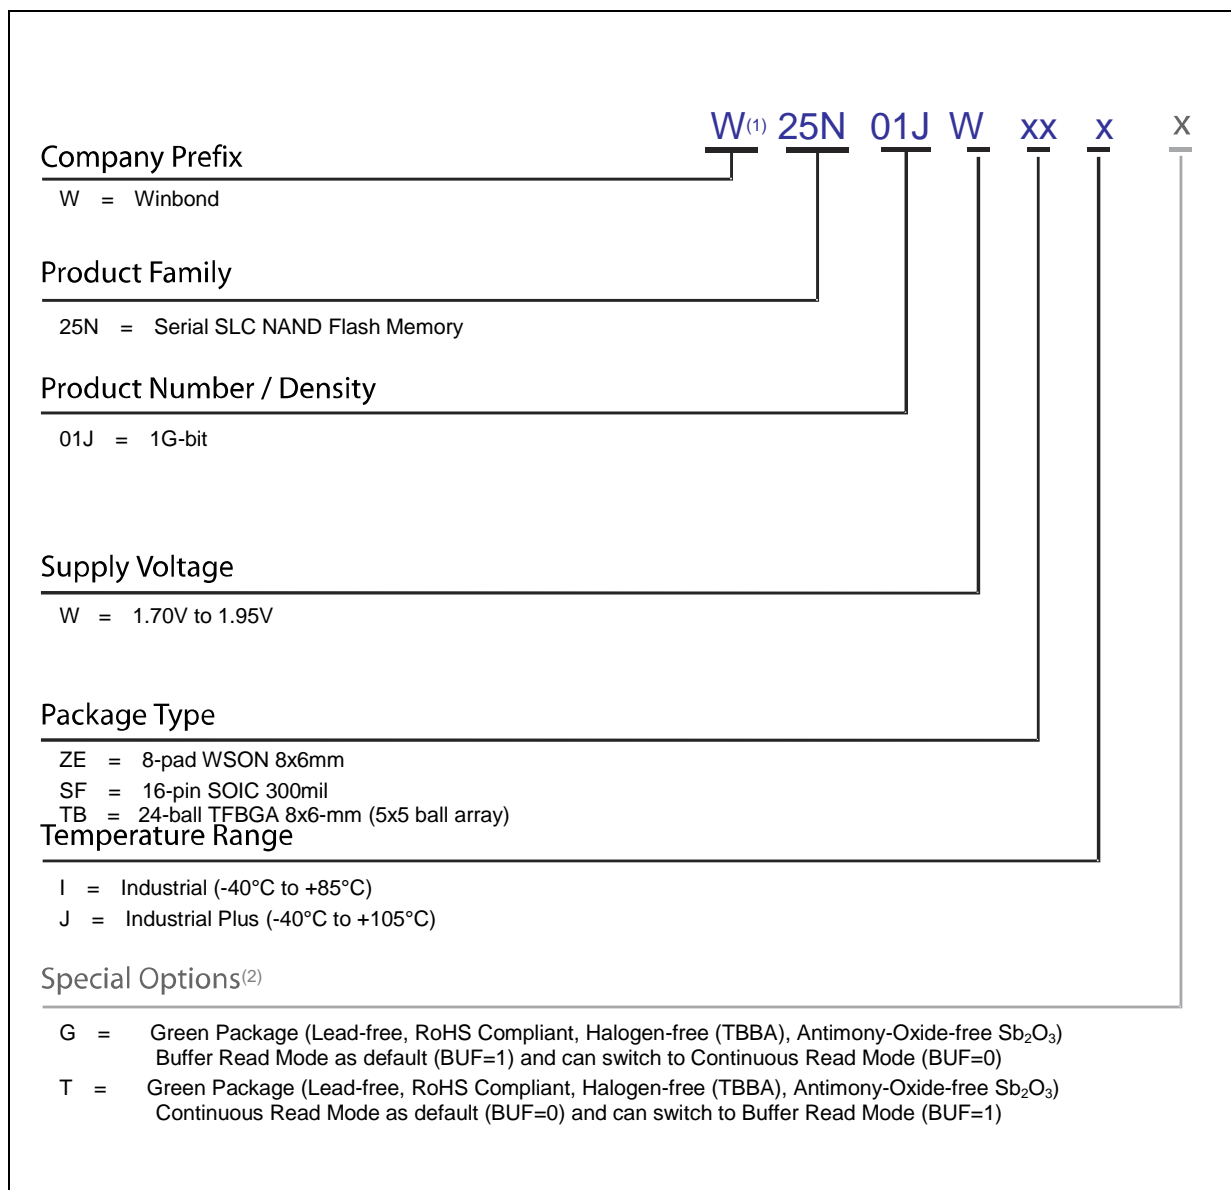 W(1) 25N 01J W xx x x
Company Prefix
W = Winbond
Product Family
25N = Serial SLC NAND Flash Memory
Product Number / Density
01J = 1G-bit
Supply Voltage
W = 1.70V to 1.95V
Package Type
ZE = 8-pad WSON 8x6mm
SF = 16-pin SOIC 300mil
TB = 24-ball TFBGA 8x6-mm (5x5 ball array)
Temperature Range
I = Industrial (-40°C to +85°C)
J = Industrial Plus (-40°C to +105°C)
Special Options(2)
G = Green Package (Lead-free, RoHS Compliant, Halogen-free (TBBA), Antimony-Oxide-free Sb₂O₃)
Buffer Read Mode as default (BUF=1) and can switch to Continuous Read Mode (BUF=0)
T = Green Package (Lead-free, RoHS Compliant, Halogen-free (TBBA), Antimony-Oxide-free Sb₂O₃)
Continuous Read Mode as default (BUF=0) and can switch to Buffer Read Mode (BUF=1)